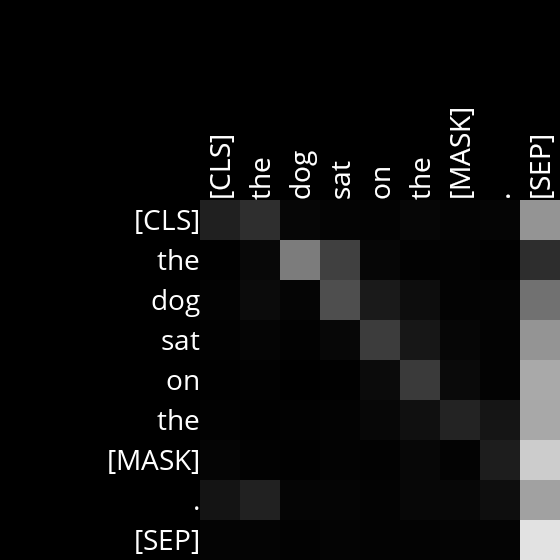 [CLS] the dog sat on the [MASK] . [SEP]
[CLS]
the
dog
sat
on
the
[MASK]
.
[SEP]